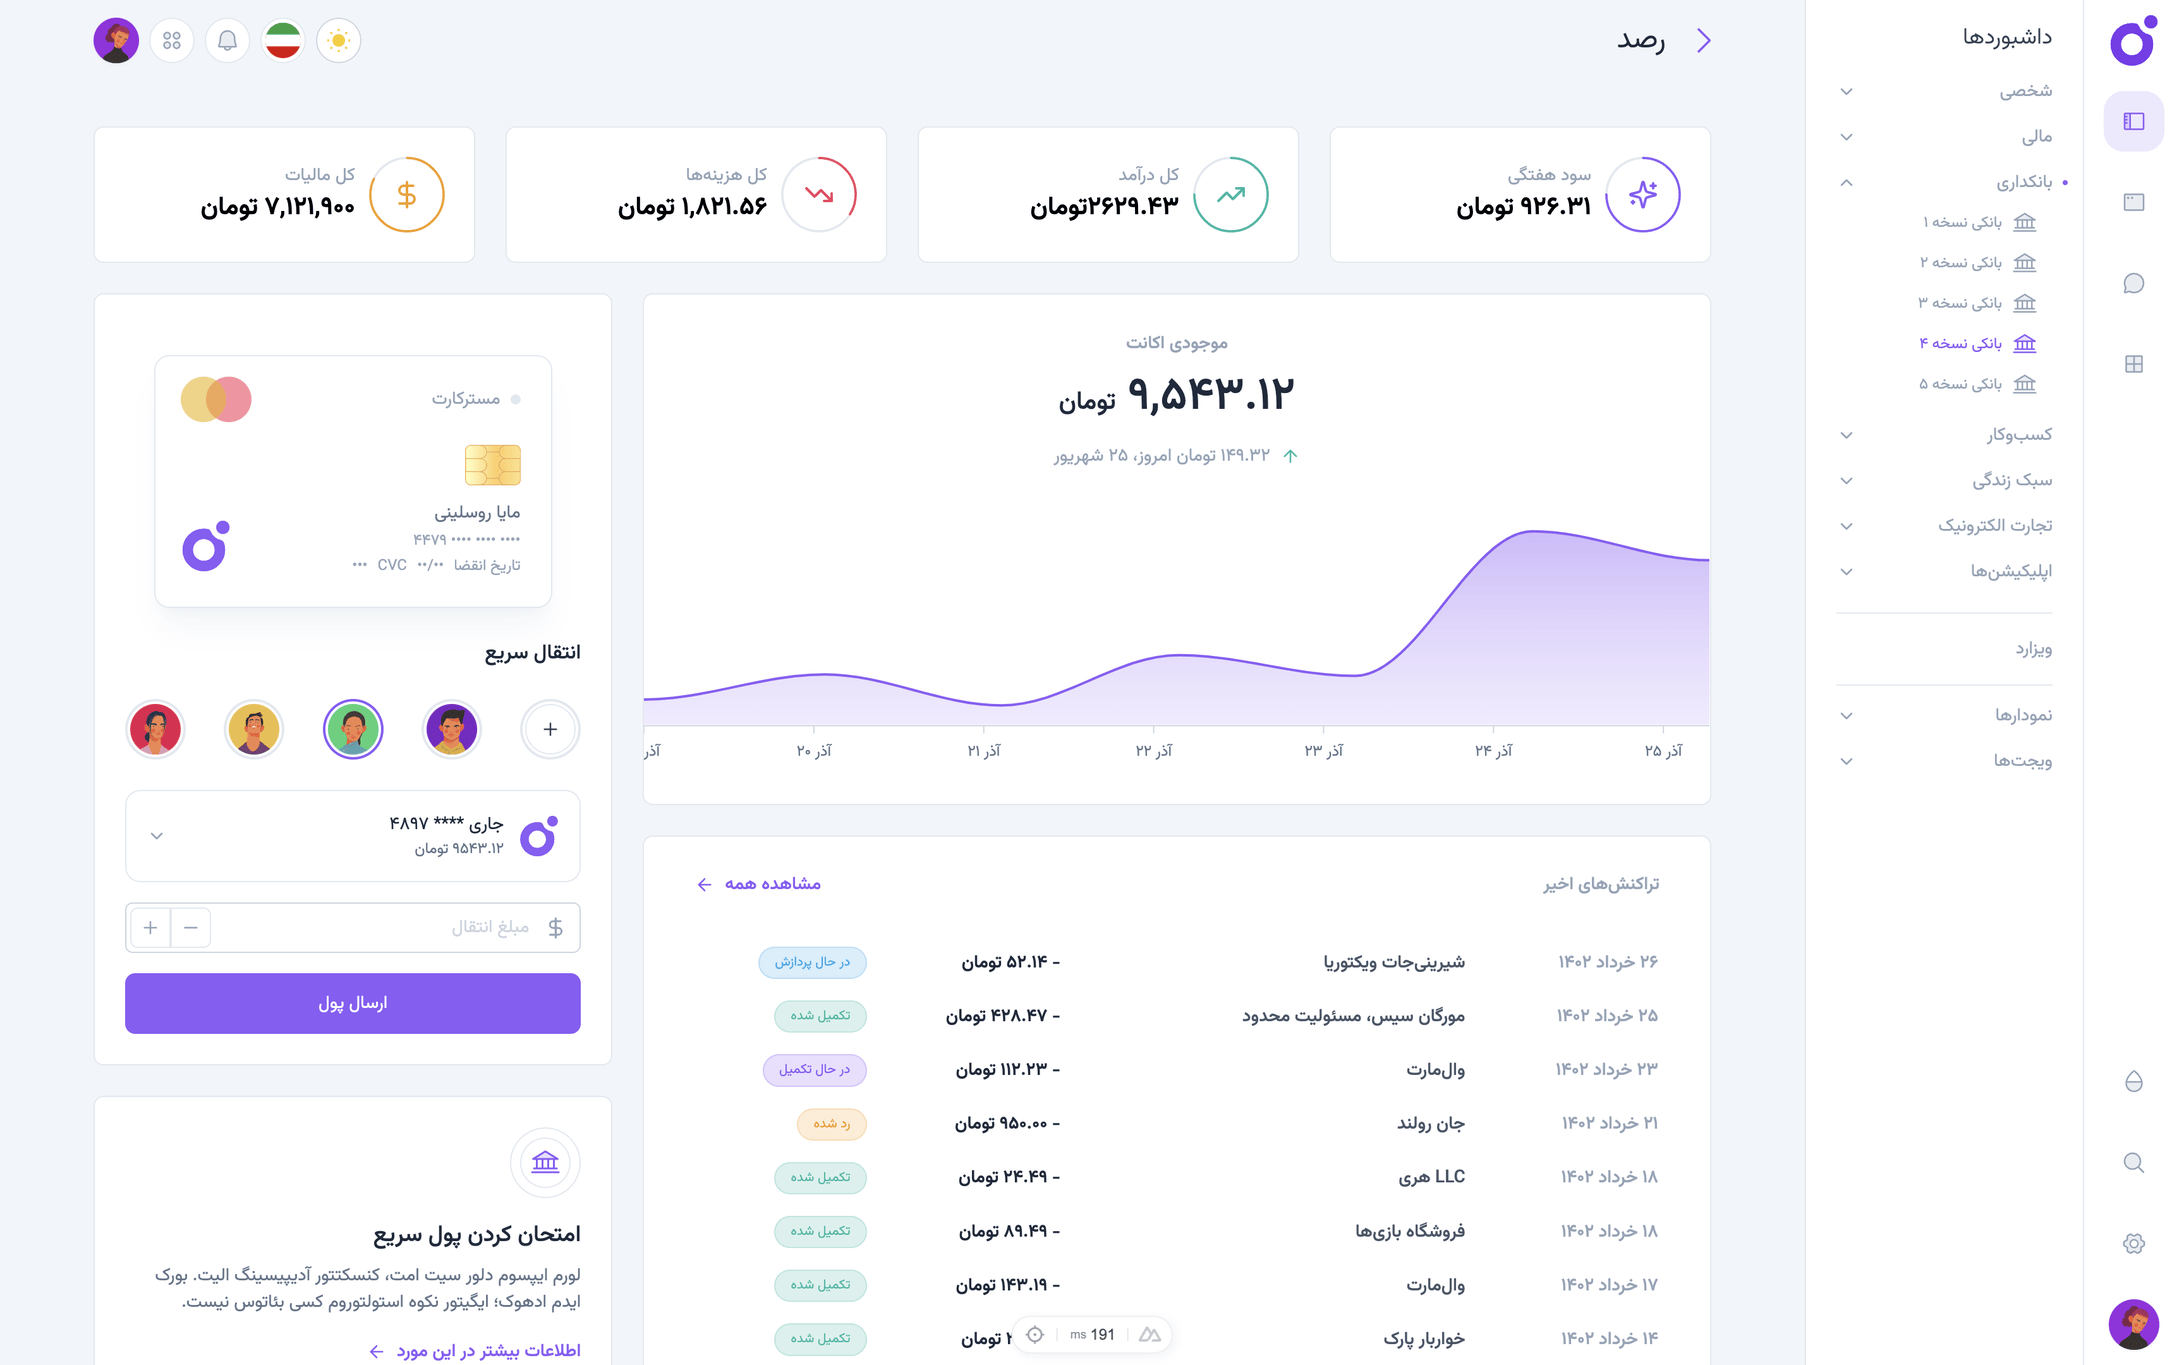 داشبوردها
شخصی
مالی
بانکداری
بانکی نسخه ۱
بانکی نسخه ۲
بانکی نسخه ۳
بانکی نسخه ۴
بانکی نسخه ۵
کسب‌وکار
سبک زندگی
تجارت الکترونیک
اپلیکیشن‌ها
ویزارد
نمودارها
ویجت‌ها
رصد
سود هفتگی
۹۲۶.۳۱ تومان
کل درآمد
۲۶۲۹.۴۳تومان
کل هزینه‌ها
۱,۸۲۱.۵۶ تومان
کل مالیات
۷,۱۲۱,۹۰۰ تومان
موجودی اکانت
۹,۵۴۳.۱۲ تومان
۱۴۹.۳۲ تومان امروز، ۲۵ شهریور
آذر ۲۵
آذر ۲۴
آذر ۲۳
آذر ۲۲
آذر ۲۱
آذر ۲۰
آذر
تراکنش‌های اخیر
مشاهده همه
۲۶ خرداد ۱۴۰۲ شیرینی‌جات ویکتوریا - ۵۲.۱۴ تومان در حال پردازش
۲۵ خرداد ۱۴۰۲ مورگان سیس، مسئولیت محدود - ۴۲۸.۴۷ تومان تکمیل شده
۲۳ خرداد ۱۴۰۲ وال‌مارت - ۱۱۲.۲۳ تومان در حال تکمیل
۲۱ خرداد ۱۴۰۲ جان رولند - ۹۵۰.۰۰ تومان رد شده
۱۸ خرداد ۱۴۰۲ LLC هری - ۲۴.۴۹ تومان تکمیل شده
۱۸ خرداد ۱۴۰۲ فروشگاه بازی‌ها - ۸۹.۴۹ تومان تکمیل شده
۱۷ خرداد ۱۴۰۲ وال‌مارت - ۱۴۳.۱۹ تومان تکمیل شده
۱۴ خرداد ۱۴۰۲ خواربار پارک تومان تکمیل شده
191 ms
مسترکارت
مایا روسلینی
•••• •••• •••• ۴۴۷۹
تاریخ انقضا ••/•• CVC •••
انتقال سریع
جاری **** ۴۸۹۷
۹۵۴۳.۱۲ تومان
مبلغ انتقال
ارسال پول
امتحان کردن پول سریع
لورم ایپسوم دلور سیت امت، کنسکتتور آدیپیسینگ الیت. بورک
ایدم ادهوک؛ ایگیتور نکوه استولتوروم کسی بئاتوس نیست.
اطلاعات بیشتر در این مورد